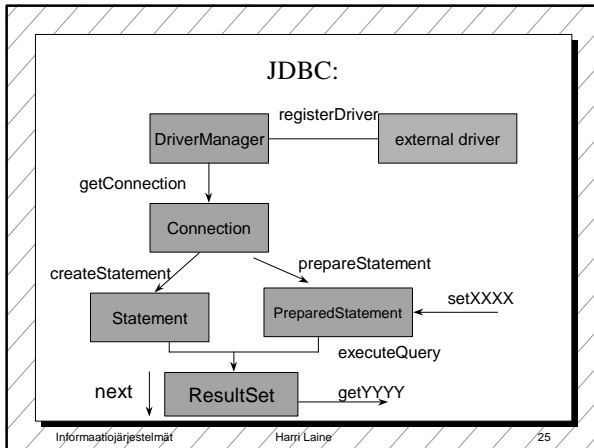 JDBC:
registerDriver
DriverManager
external driver
getConnection
Connection
createStatement
prepareStatement
Statement
PreparedStatement
setXXXX
executeQuery
next
ResultSet
getYYYY
Informaatiojärjestelmät Harri Laine 25